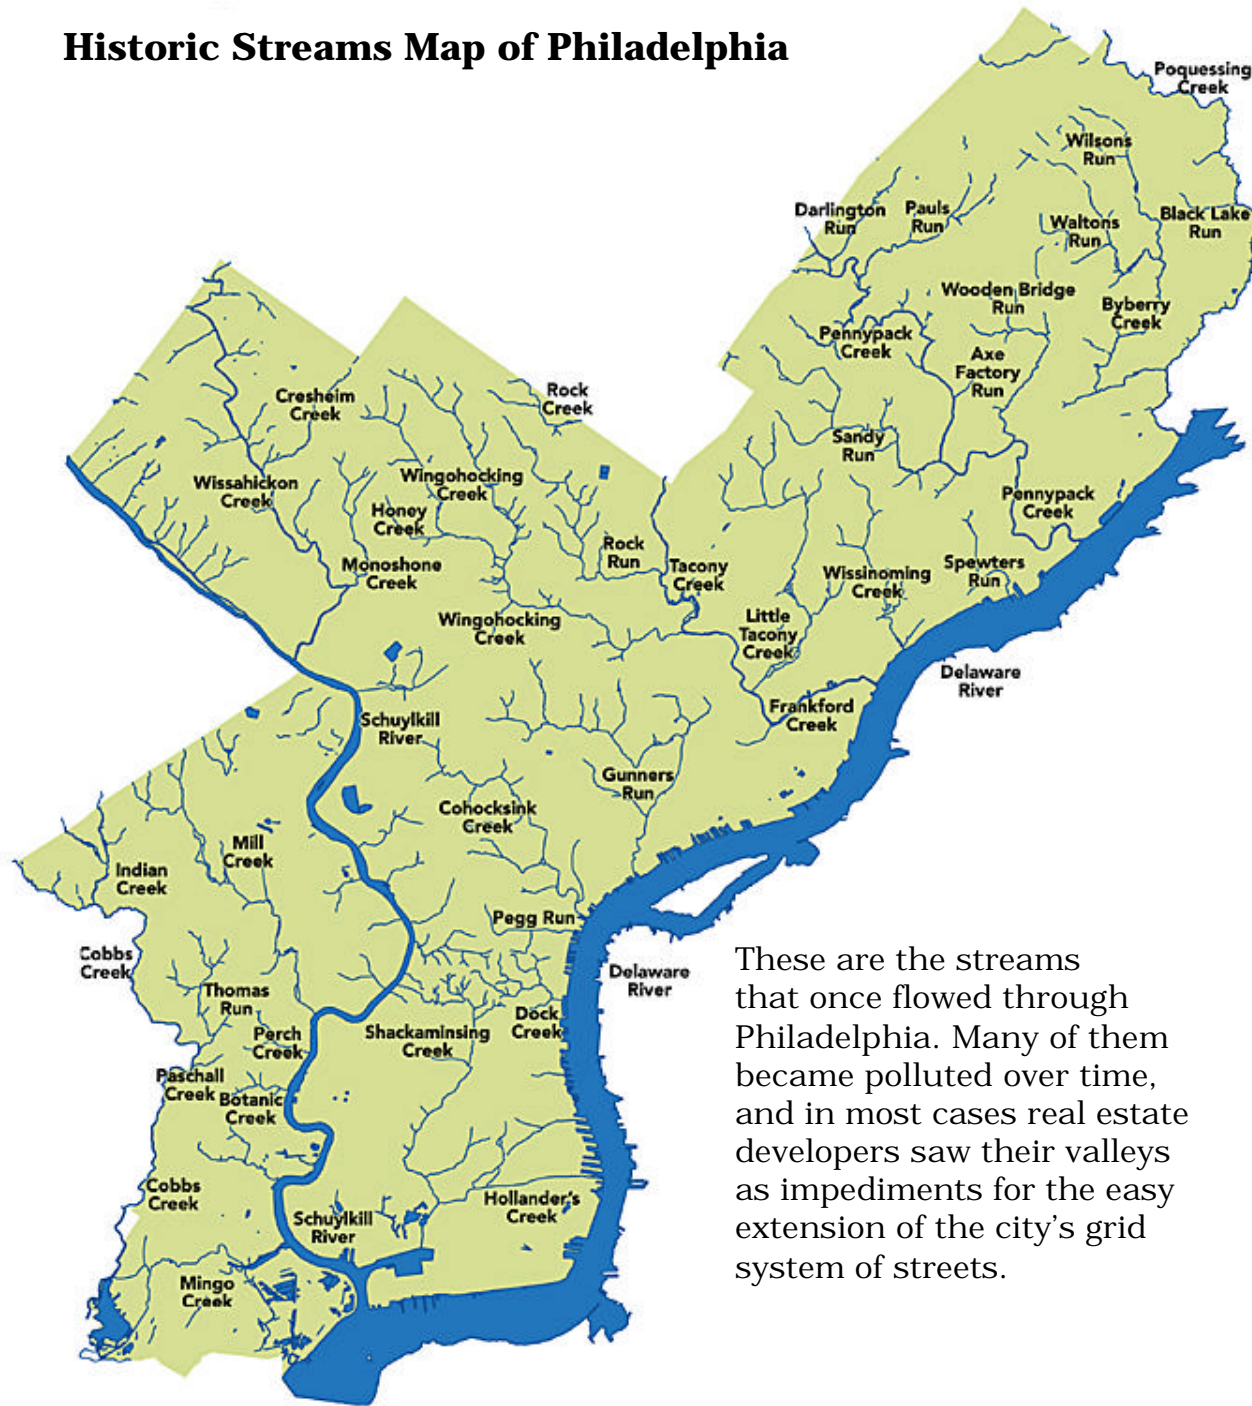 Historic Streams Map of Philadelphia
Poquessing
Creek
Wilsons
Run
Darlington
Run
Pauls
Run
Waltons
Run
Black Lake
Run
Wooden Bridge
Run
Byberry
Creek
Pennypack
Creek
Axe
Factory
Run
Cresheim
Creek
Rock
Creek
Sandy
Run
Wissahickon
Creek
Wingohocking
Creek
Honey
Creek
Pennypack
Creek
Monoshone
Creek
Rock
Run
Tacony
Creek
Wissinoming
Creek
Spewters
Run
Wingohocking
Creek
Little
Tacony
Creek
Delaware
River
Schuylkill
River
Frankford
Creek
Gunners
Run
Cohocksink
Creek
Mill
Creek
Indian
Creek
Pegg Run
Cobbs
Creek
Delaware
River
Thomas
Run
Perch
Creek
Shackaminsing
Creek
Dock
Creek
Paschall
Creek
Botanic
Creek
Cobbs
Creek
Schuylkill
River
Hollander's
Creek
Mingo
Creek
These are the streams
that once flowed through
Philadelphia. Many of them
became polluted over time,
and in most cases real estate
developers saw their valleys
as impediments for the easy
extension of the city's grid
system of streets.